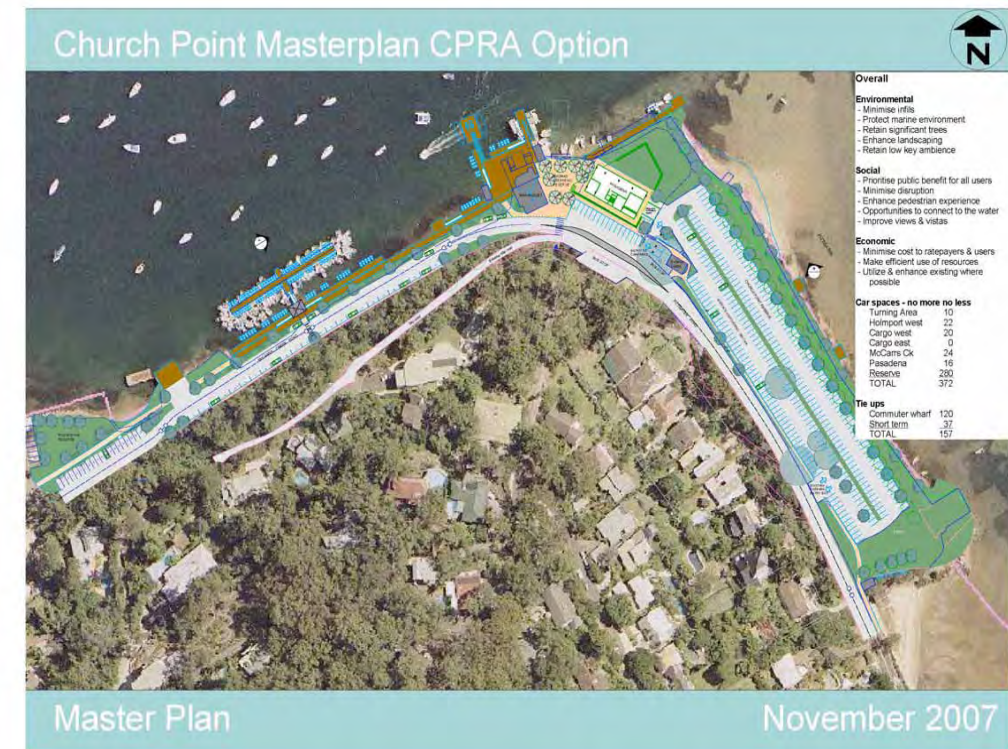 Church Point Masterplan CPRA Option
N
Overall
Environmental
- Minimise infils
- Protect marine environment
- Retain significant trees
- Enhance landscaping
- Retain low key ambience
Social
- Prioritise public benefit for all users
- Minimise disruption
- Enhance pedestrian experience
- Opportunities to connect to the water
- Improve views & vistas
Economic
- Minimise cost to ratepayers & users
- Make efficient use of resources
- Utilize & enhance existing where
possible
Car spaces - no more no less
Turning Area 10
Holmport west 22
Cargo west 20
Cargo east 0
McCarrs Ck 24
Pasadena 16
Reserve 280
TOTAL 372
Tie ups
Commuter wharf 120
Short term 37
TOTAL 157
Master Plan
November 2007